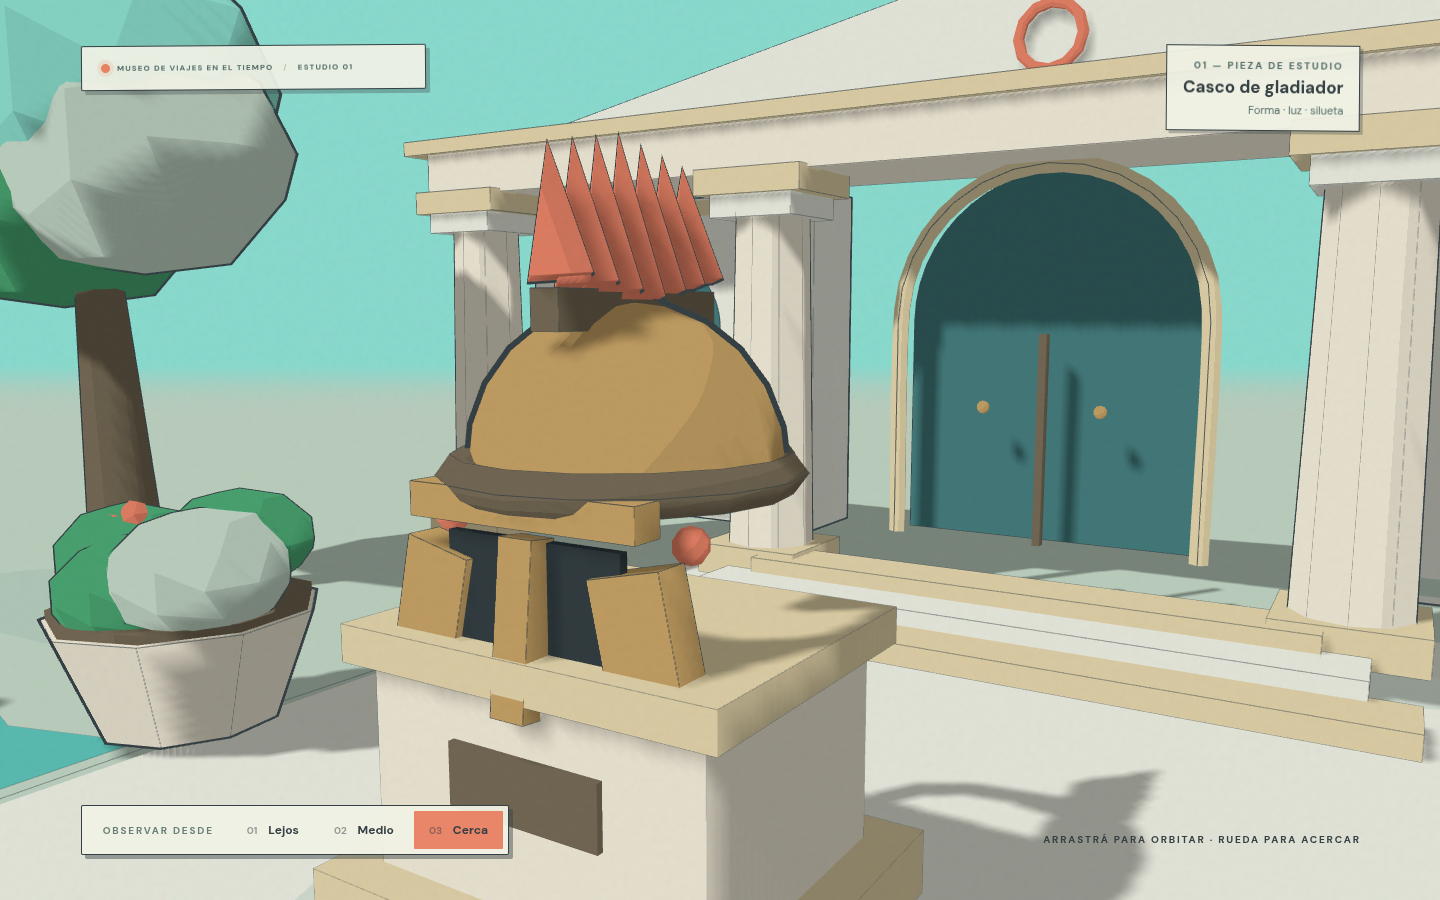 MUSEO DE VIAJES EN EL TIEMPO / ESTUDIO 01
01 — PIEZA DE ESTUDIO
Casco de gladiador
Forma · luz · silueta
OBSERVAR DESDE 01 Lejos 02 Medio 03 Cerca
ARRASTRÁ PARA ORBITAR · RUEDA PARA ACERCAR